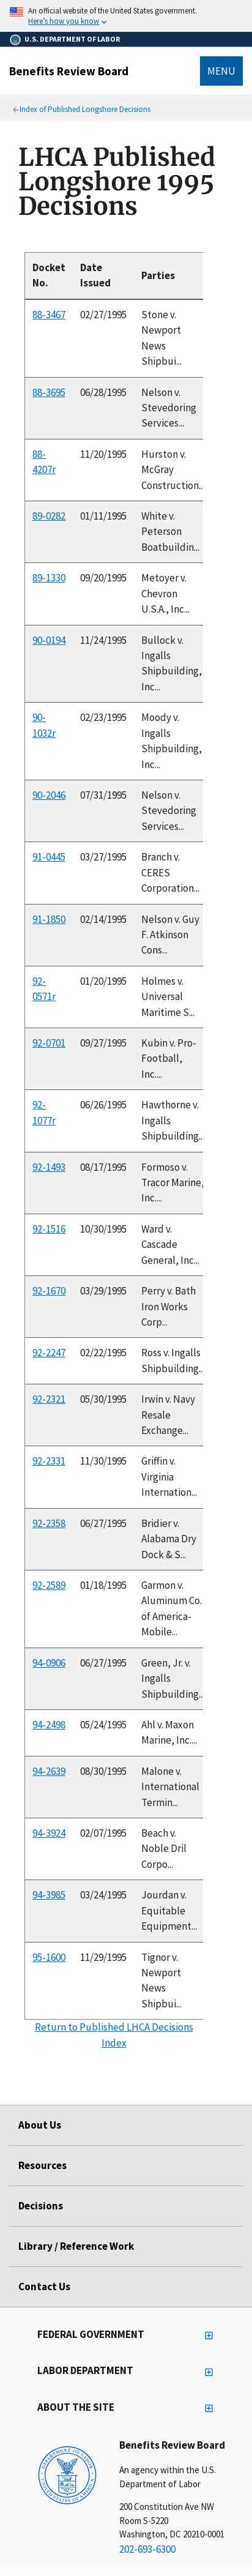 An official website of the United States government.
Here's how you know
U.S. DEPARTMENT OF LABOR
Benefits Review Board
MENU
Index of Published Longshore Decisions
LHCA Published
Longshore 1995
Decisions
Docket No. Date Issued Parties
88-3467 02/27/1995 Stone v. Newport News Shipbui...
88-3695 06/28/1995 Nelson v. Stevedoring Services...
88-4207r 11/20/1995 Hurston v. McGray Construction..
89-0282 01/11/1995 White v. Peterson Boatbuildin...
89-1330 09/20/1995 Metoyer v. Chevron U.S.A., Inc...
90-0194 11/24/1995 Bullock v. Ingalls Shipbuilding, Inc...
90-1032r 02/23/1995 Moody v. Ingalls Shipbuilding, Inc...
90-2046 07/31/1995 Nelson v. Stevedoring Services...
91-0445 03/27/1995 Branch v. CERES Corporation...
91-1850 02/14/1995 Nelson v. Guy F. Atkinson Cons...
92-0571r 01/20/1995 Holmes v. Universal Maritime S...
92-0701 09/27/1995 Kubin v. Pro-Football, Inc....
92-1077r 06/26/1995 Hawthorne v. Ingalls Shipbuilding..
92-1493 08/17/1995 Formoso v. Tracor Marine, Inc....
92-1516 10/30/1995 Ward v. Cascade General, Inc...
92-1670 03/29/1995 Perry v. Bath Iron Works Corp...
92-2247 02/22/1995 Ross v. Ingalls Shipbuilding..
92-2321 05/30/1995 Irwin v. Navy Resale Exchange...
92-2331 11/30/1995 Griffin v. Virginia Internation...
92-2358 06/27/1995 Bridier v. Alabama Dry Dock & S...
92-2589 01/18/1995 Garmon v. Aluminum Co. of America-Mobile...
94-0906 06/27/1995 Green, Jr. v. Ingalls Shipbuilding..
94-2498 05/24/1995 Ahl v. Maxon Marine, Inc....
94-2639 08/30/1995 Malone v. International Termin...
94-3924 02/07/1995 Beach v. Noble Dril Corpo...
94-3985 03/24/1995 Jourdan v. Equitable Equipment...
95-1600 11/29/1995 Tignor v. Newport News Shipbui...
Return to Published LHCA Decisions
Index
About Us
Resources
Decisions
Library / Reference Work
Contact Us
FEDERAL GOVERNMENT
LABOR DEPARTMENT
ABOUT THE SITE
Benefits Review Board
An agency within the U.S.
Department of Labor
200 Constitution Ave NW
Room S-5220
Washington, DC 20210-0001
202-693-6300